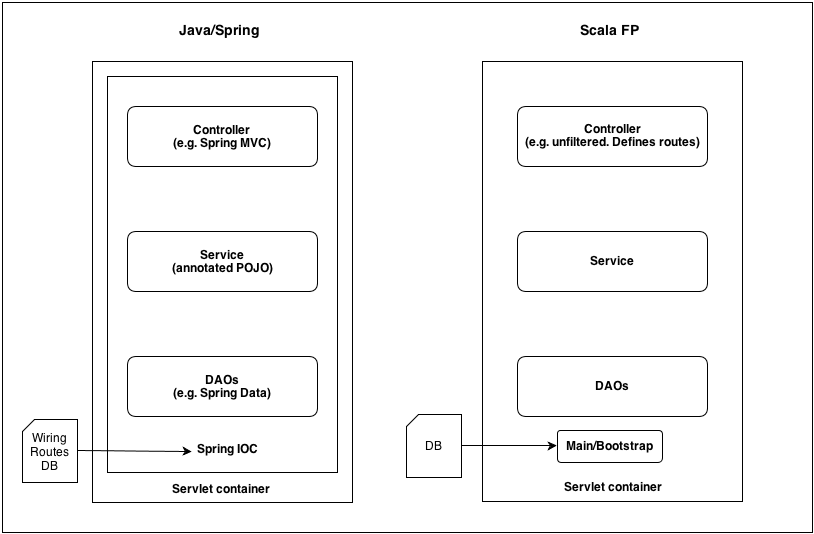 Java/Spring
Controller
(e.g. Spring MVC)
Service
(annotated POJO)
DAOs
(e.g. Spring Data)
Wiring
Routes
DB
Spring IOC
Servlet container
Scala FP
Controller
(e.g. unfiltered. Defines routes)
Service
DAOs
DB
Main/Bootstrap
Servlet container